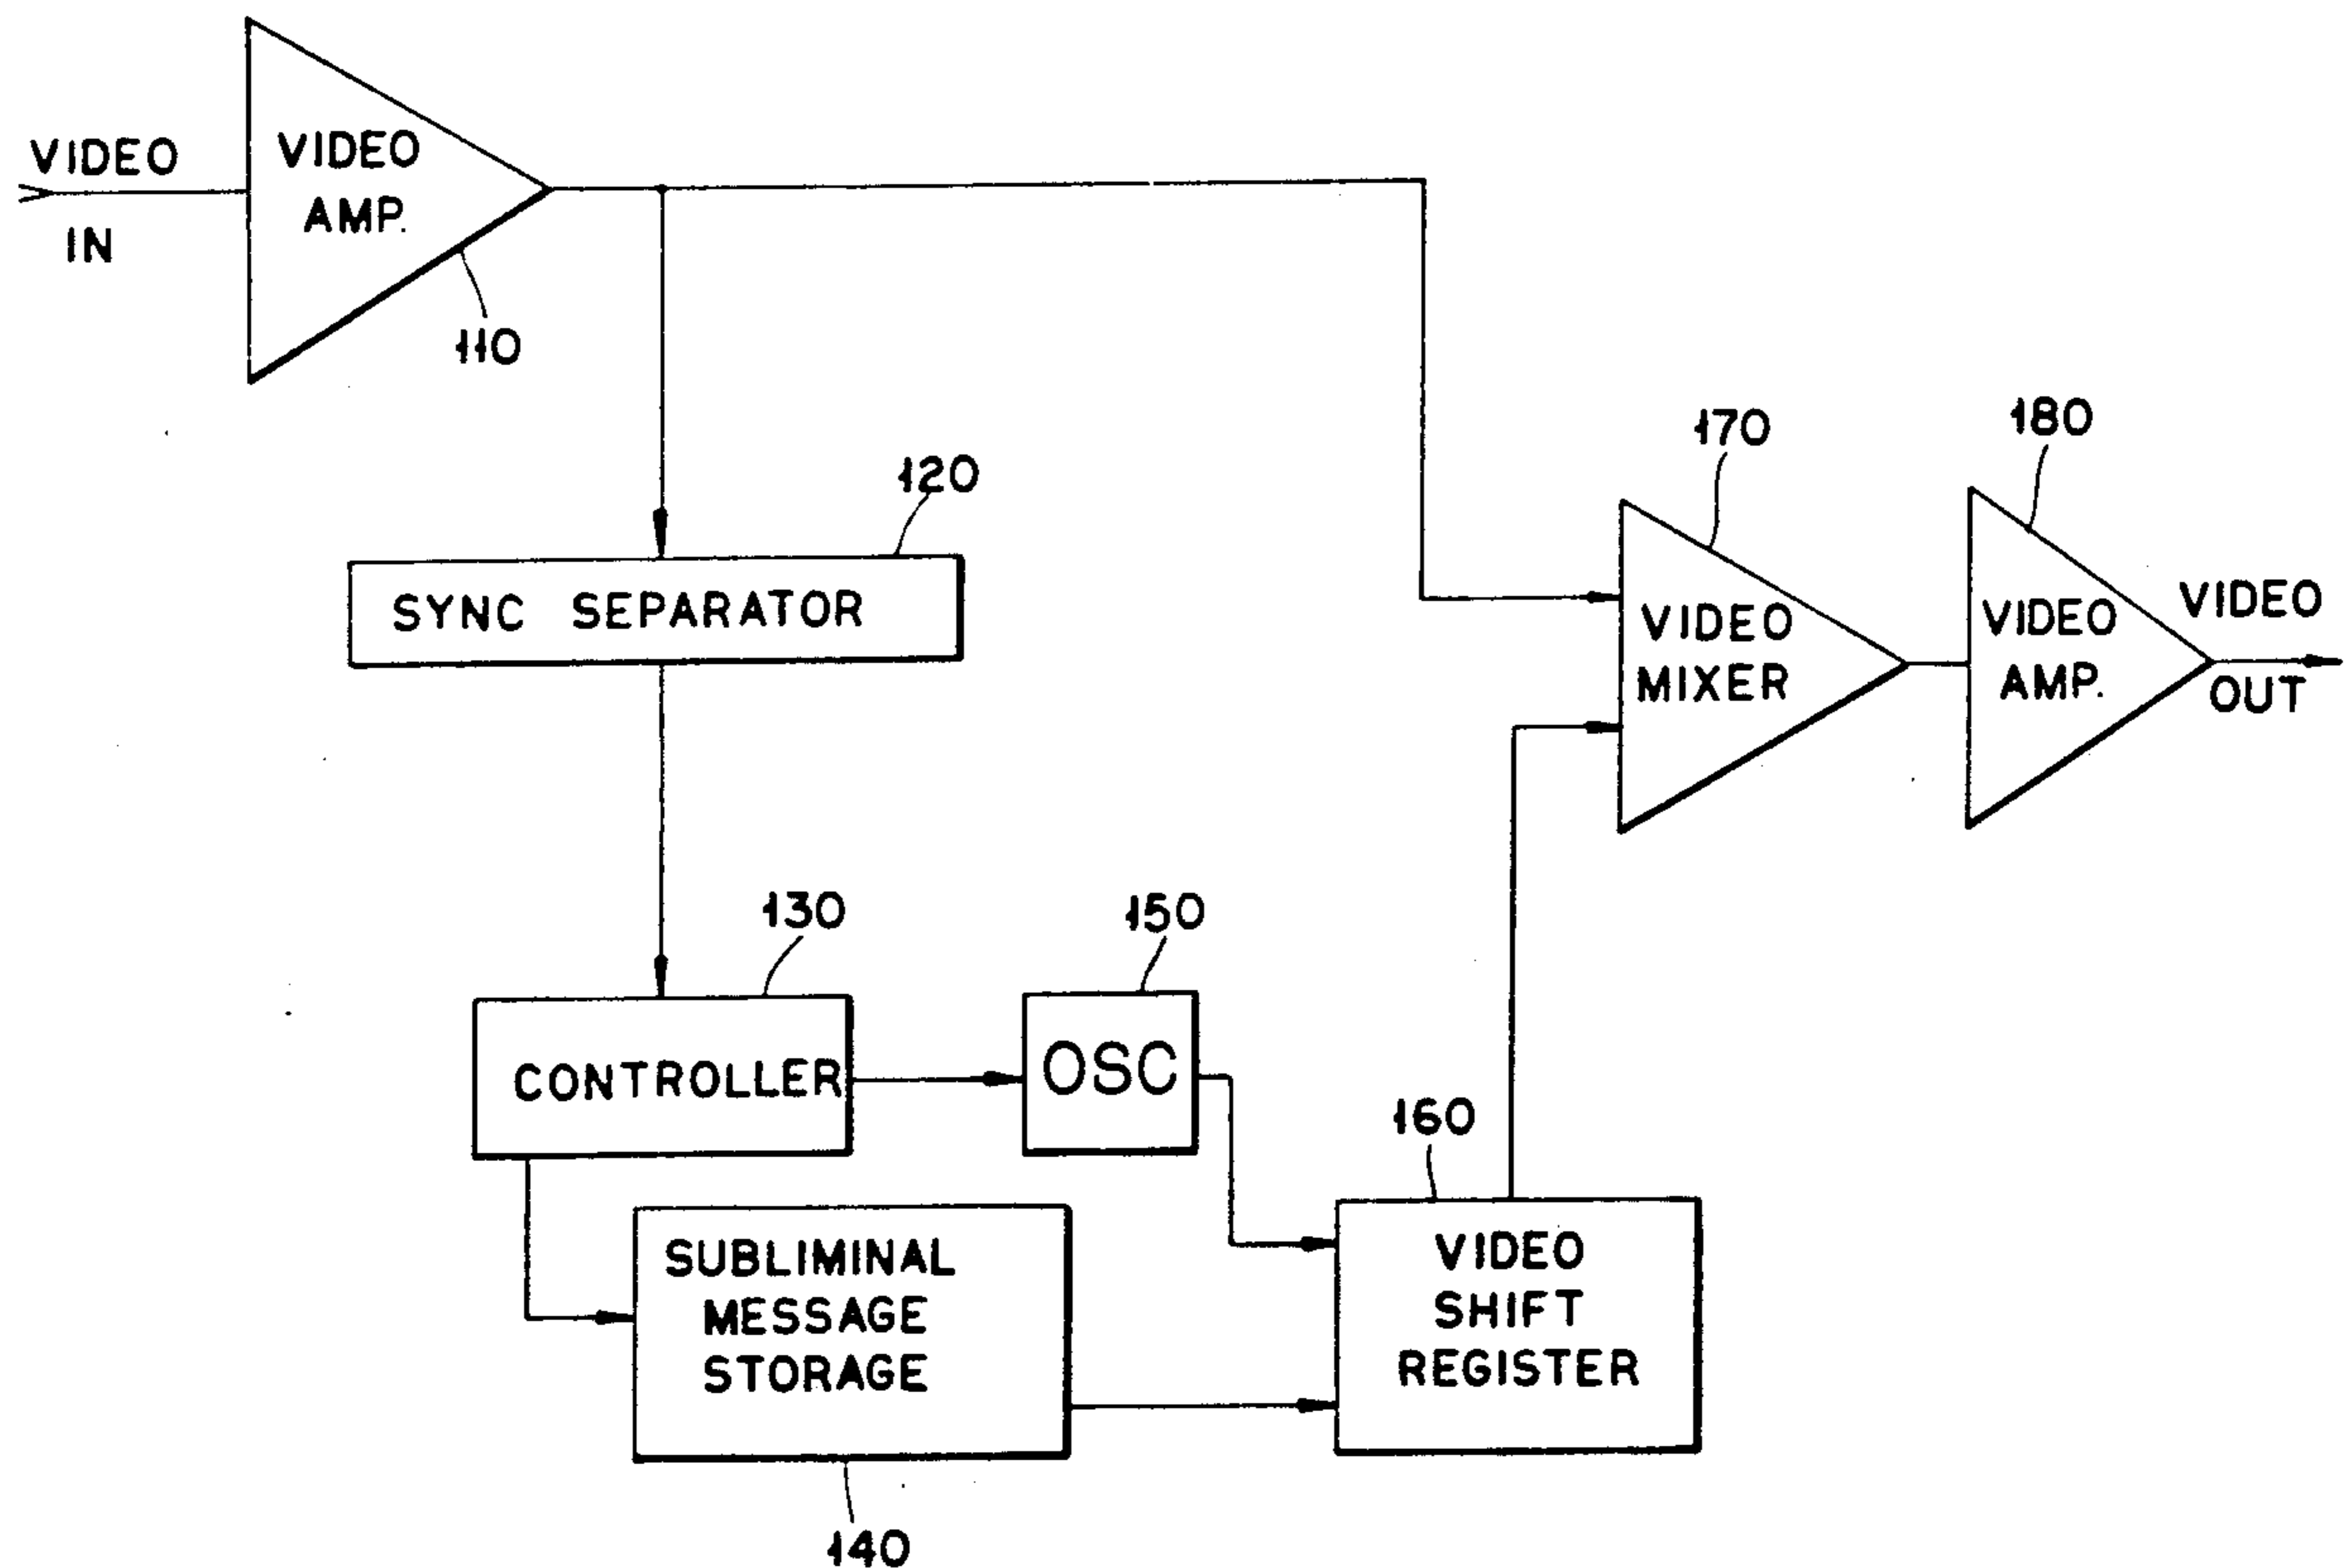 VIDEO
IN
VIDEO
AMP.
110
120
SYNC SEPARATOR
170
180
VIDEO
MIXER
VIDEO
AMP.
VIDEO
OUT
130
CONTROLLER
150
OSC
160
SUBLIMINAL
MESSAGE
STORAGE
140
VIDEO
SHIFT
REGISTER